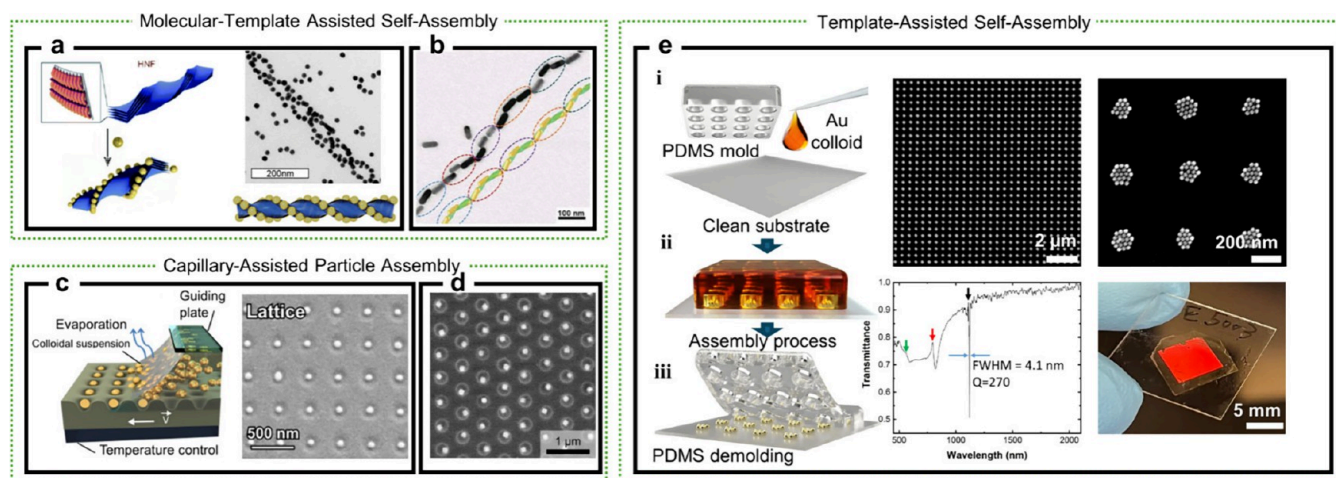 Molecular-Template Assisted Self-Assembly
a
HNF
200nm
b
100 nm
Capillary-Assisted Particle Assembly
c
Guiding
plate
Evaporation
Colloidal suspension
V
Temperature control
Lattice
500 nm
d
1 μm
Template-Assisted Self-Assembly
e
i
PDMS mold
Au
colloid
Clean substrate
ii
Assembly process
iii
PDMS demolding
2 μm
200 nm
1.0
0.9
0.8
0.7
0.6
0.5
Transmittance
FWHM = 4.1 nm
Q=270
500
1000
1500
2000
Wavelength (nm)
E 5003
5 mm